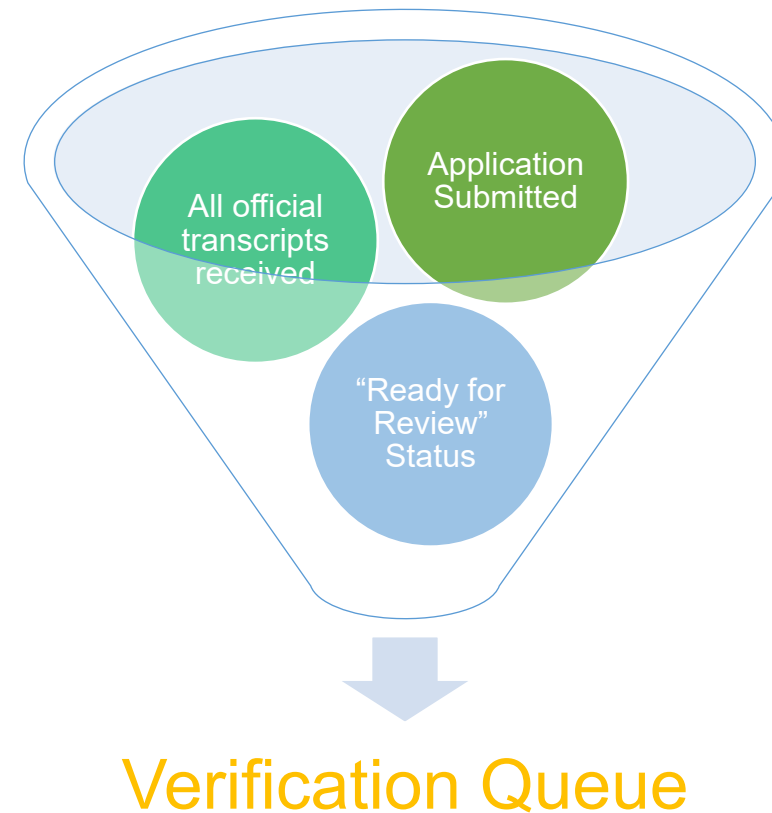 All official
transcripts
received
Application
Submitted
“Ready for
Review”
Status
Verification Queue